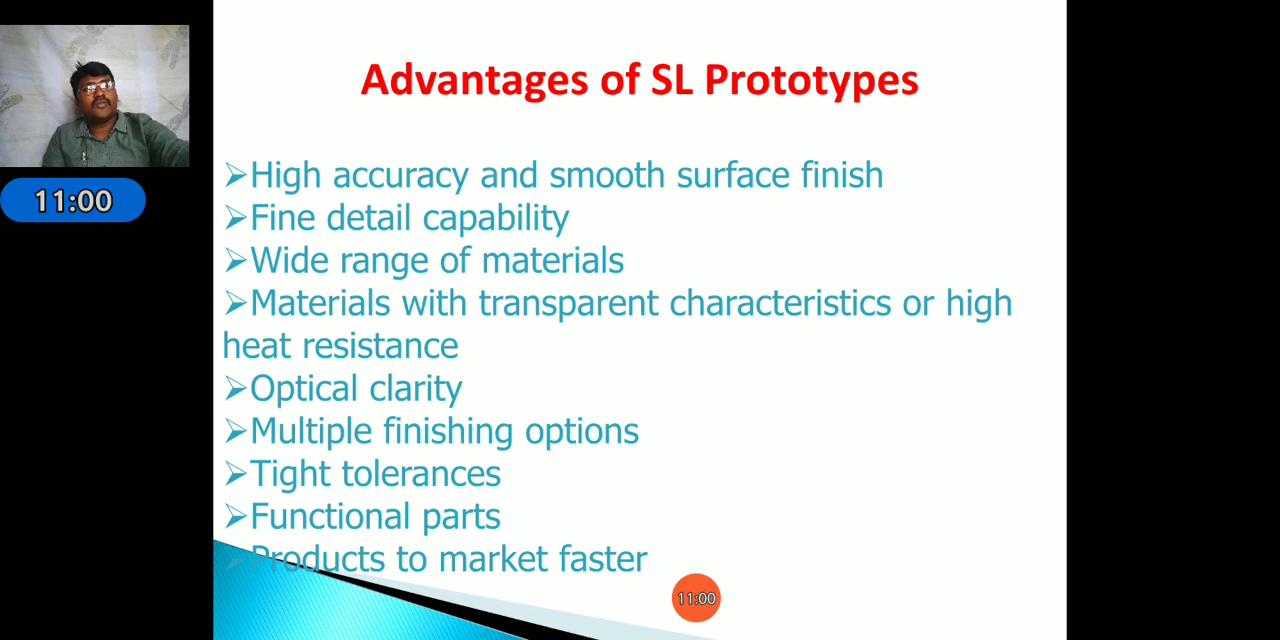 Advantages of SL Prototypes
11:00
➢High accuracy and smooth surface finish
➢Fine detail capability
➢Wide range of materials
➢Materials with transparent characteristics or high
heat resistance
➢Optical clarity
➢Multiple finishing options
➢Tight tolerances
➢Functional parts
➢Products to market faster
11:00